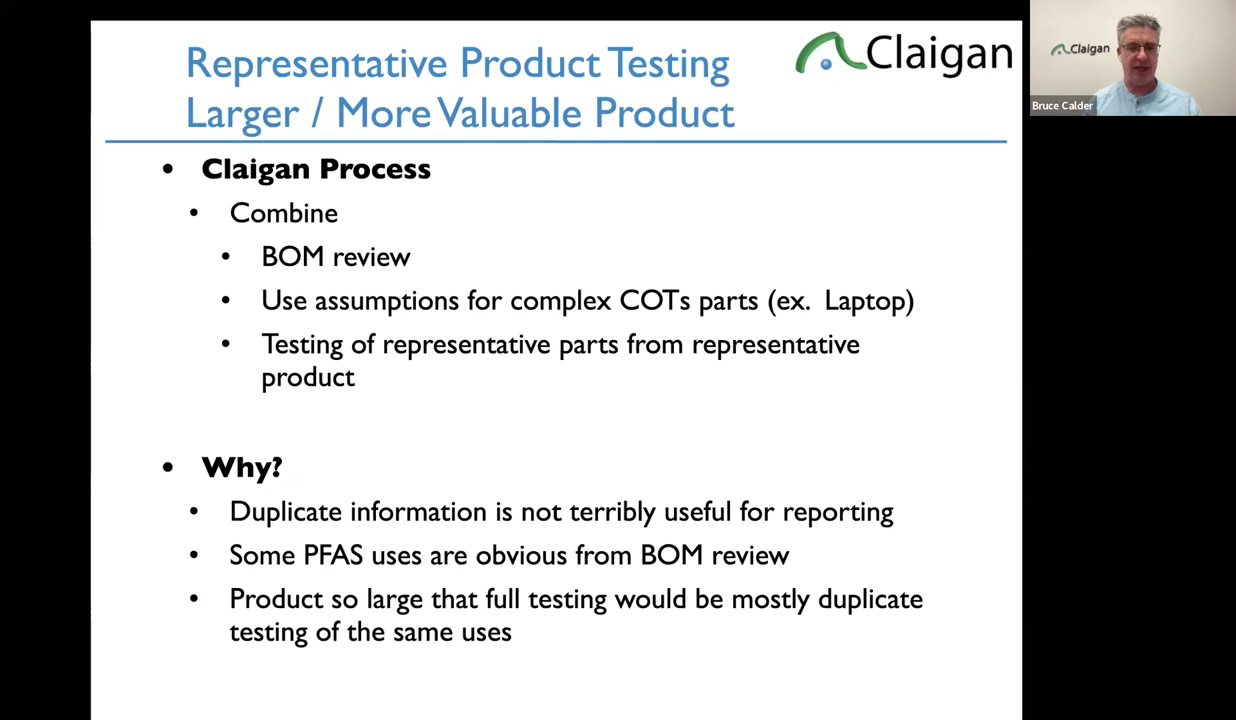 Representative Product Testing
Larger / More Valuable Product
Claigan
• Claigan Process
• Combine
• BOM review
• Use assumptions for complex COTs parts (ex. Laptop)
• Testing of representative parts from representative
product
• Why?
• Duplicate information is not terribly useful for reporting
• Some PFAS uses are obvious from BOM review
• Product so large that full testing would be mostly duplicate
testing of the same uses
Claigan
Bruce Calder